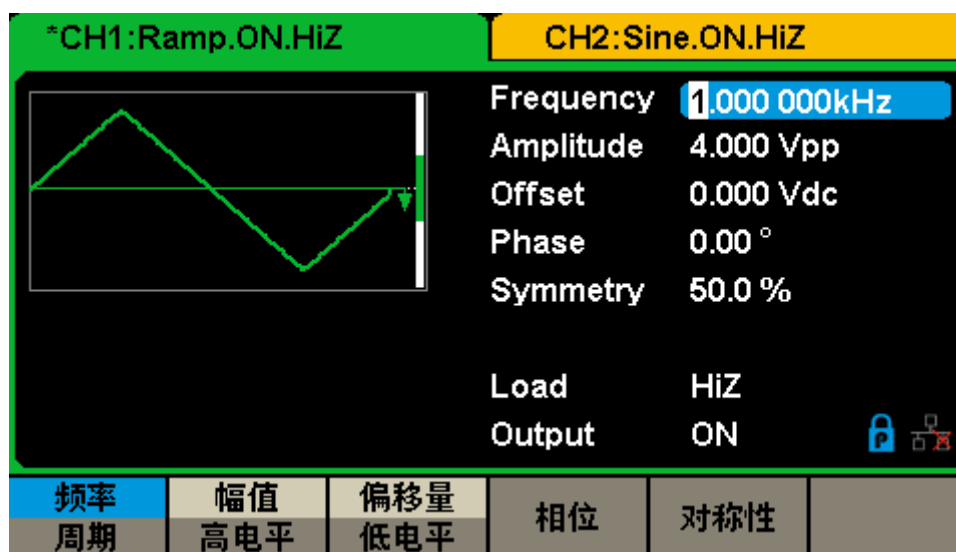 *CH1:Ramp.ON.HiZ CH2:Sine.ON.HiZ
Frequency 1.000 000kHz
Amplitude 4.000 Vpp
Offset 0.000 Vdc
Phase 0.00 °
Symmetry 50.0 %
Load HiZ
Output ON P
频率 幅值 偏移量 相位 对称性
周期 高电平 低电平